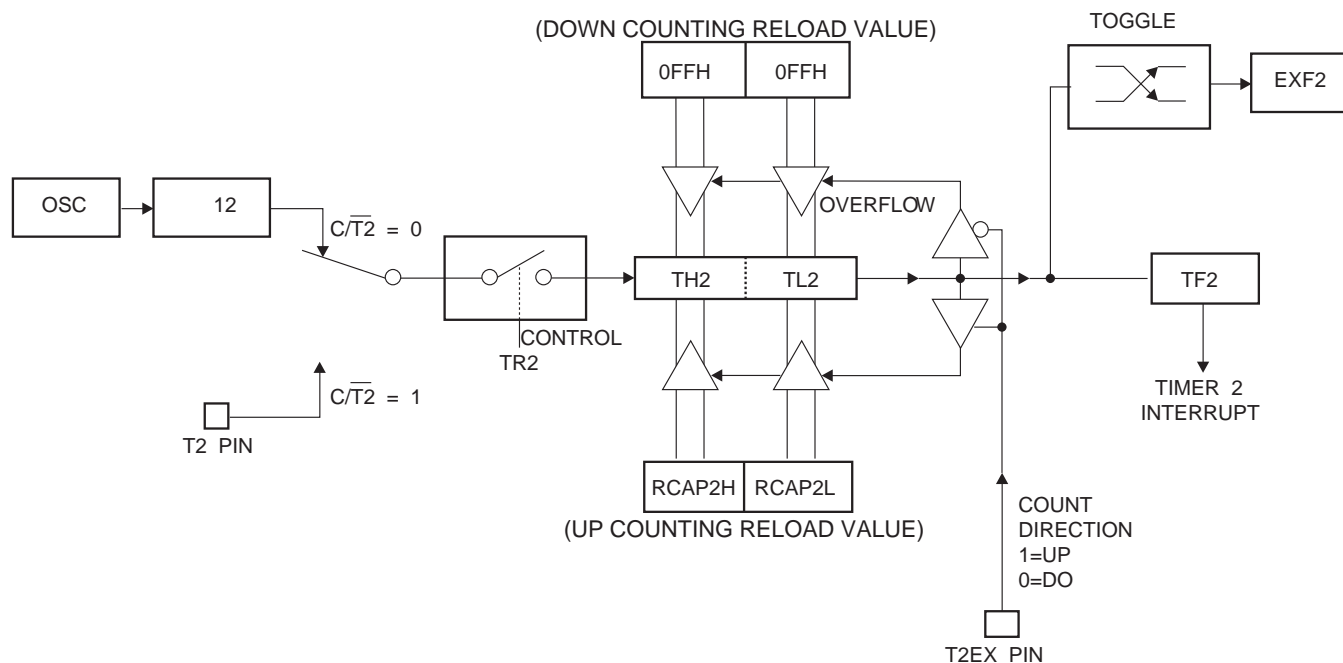 (DOWN COUNTING RELOAD VALUE)
TOGGLE
0FFH 0FFH
EXF2
OSC
12
C/T2 = 0
OVERFLOW
TH2 TL2
TF2
CONTROL
TR2
C/T2 = 1
T2 PIN
TIMER 2
INTERRUPT
RCAP2H RCAP2L
(UP COUNTING RELOAD VALUE)
COUNT
DIRECTION
1=UP
0=DO
T2EX PIN